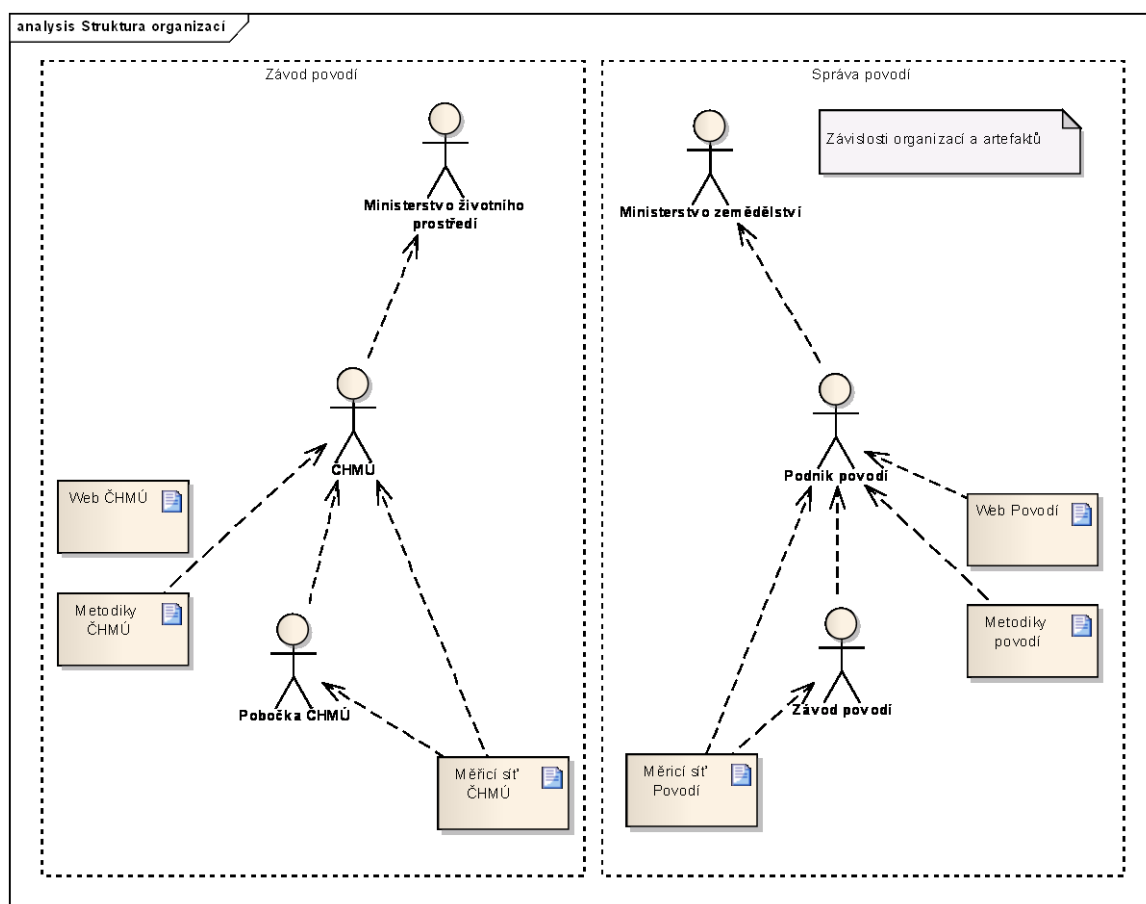 analysis Struktura organizací
Závod povodí
Ministerstvo životního
prostředí
ČHMÚ
Web ČHMÚ
Metodiky
ČHMÚ
Pobočka ČHMÚ
Měřicí síť
ČHMÚ
Správa povodí
Závislosti organizací a artefaktů
Ministerstvo zemědělství
Podnik povodí
Web Povodí
Metodiky
povodí
Závod povodí
Měricí síť
Povodí